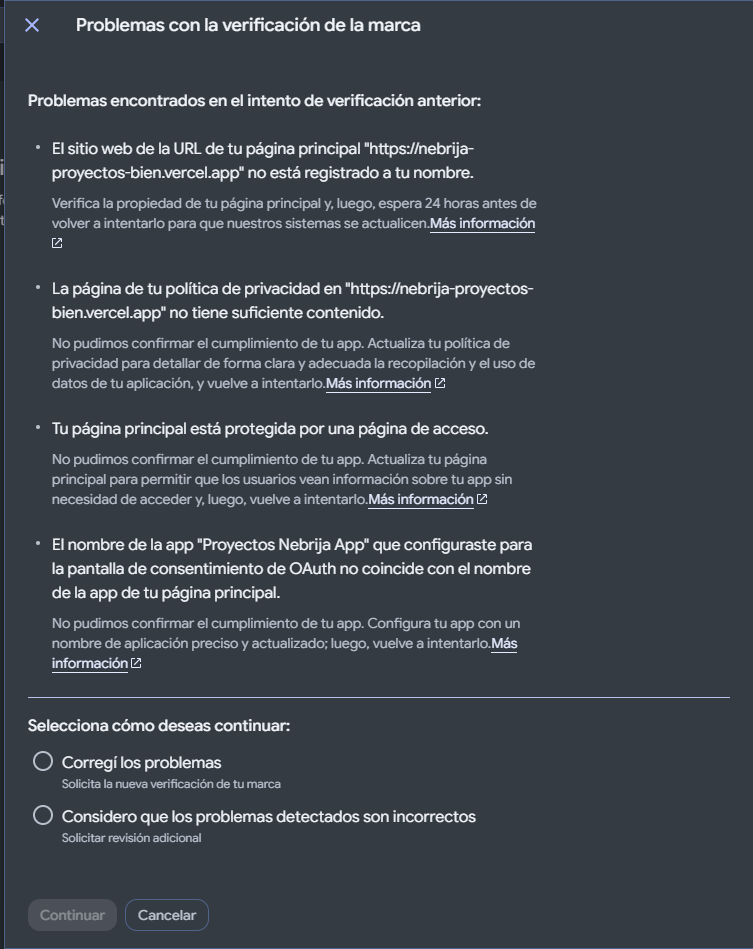 Problemas con la verificación de la marca
Problemas encontrados en el intento de verificación anterior:
El sitio web de la URL de tu página principal "https://nebrija-
proyectos-bien.vercel.app" no está registrado a tu nombre.
Verifica la propiedad de tu página principal y, luego, espera 24 horas antes de
volver a intentarlo para que nuestros sistemas se actualicen.Más información
La página de tu política de privacidad en "https://nebrija-proyectos-
bien.vercel.app" no tiene suficiente contenido.
No pudimos confirmar el cumplimiento de tu app. Actualiza tu política de
privacidad para detallar de forma clara y adecuada la recopilación y el uso de
datos de tu aplicación, y vuelve a intentarlo.Más información
Tu página principal está protegida por una página de acceso.
No pudimos confirmar el cumplimiento de tu app. Actualiza tu página
principal para permitir que los usuarios vean información sobre tu app sin
necesidad de acceder y, luego, vuelve a intentarlo.Más información
El nombre de la app "Proyectos Nebrija App" que configuraste para
la pantalla de consentimiento de OAuth no coincide con el nombre
de la app de tu página principal.
No pudimos confirmar el cumplimiento de tu app. Configura tu app con un
nombre de aplicación preciso y actualizado; luego, vuelve a intentarlo.Más
información
Selecciona cómo deseas continuar:
Corregí los problemas
Solicita la nueva verificación de tu marca
Considero que los problemas detectados son incorrectos
Solicitar revisión adicional
Continuar
Cancelar